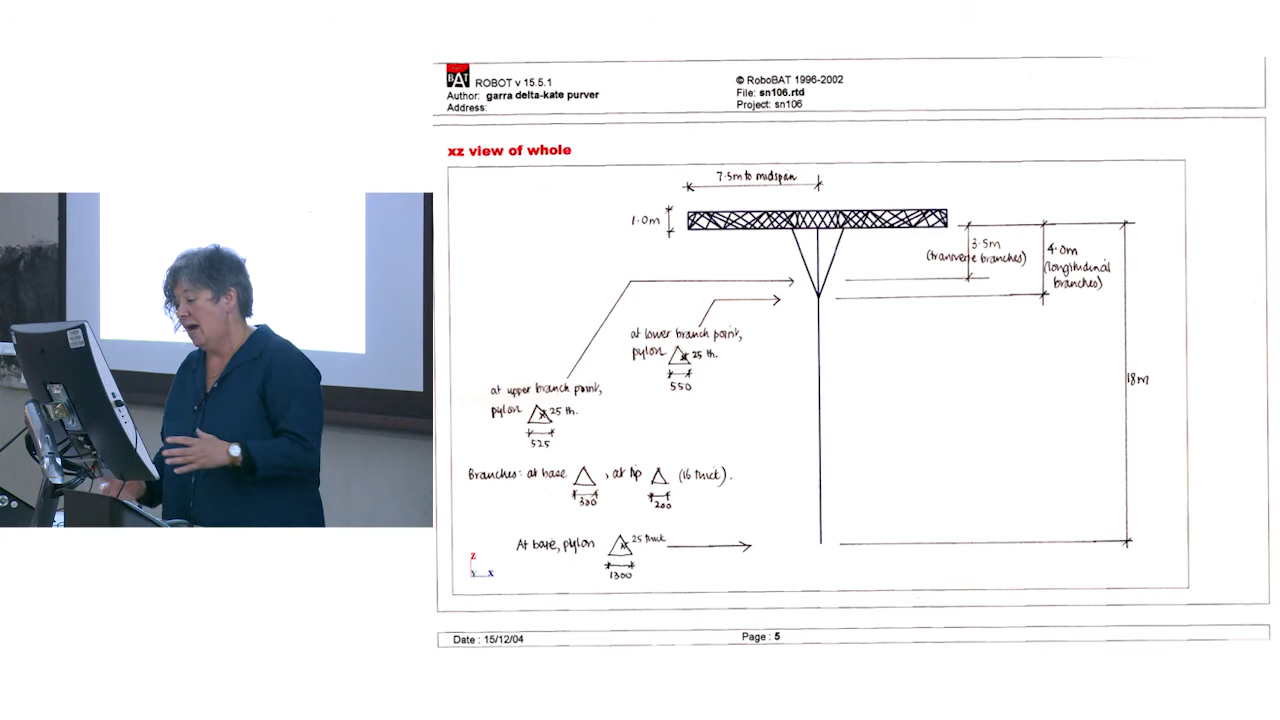 BAT
ROBOT v 15.5.1
Author: garra delta-kate purver
Address:
© RoboBAT 1996-2002
File: sn106.rtd
Project: sn106
xz view of whole
7.5m to midspan
1.0m
3.5m
(transverse branches)
4.0m
(longitudinal
branches)
at lower branch point,
pylon 25 th.
550
at upper branch point,
pylon 25 th.
525
18m
Branches: at base , at tip (16 thick).
300 200
At base, pylon 25 thick
1300
Z
Y X
Date : 15/12/04
Page : 5